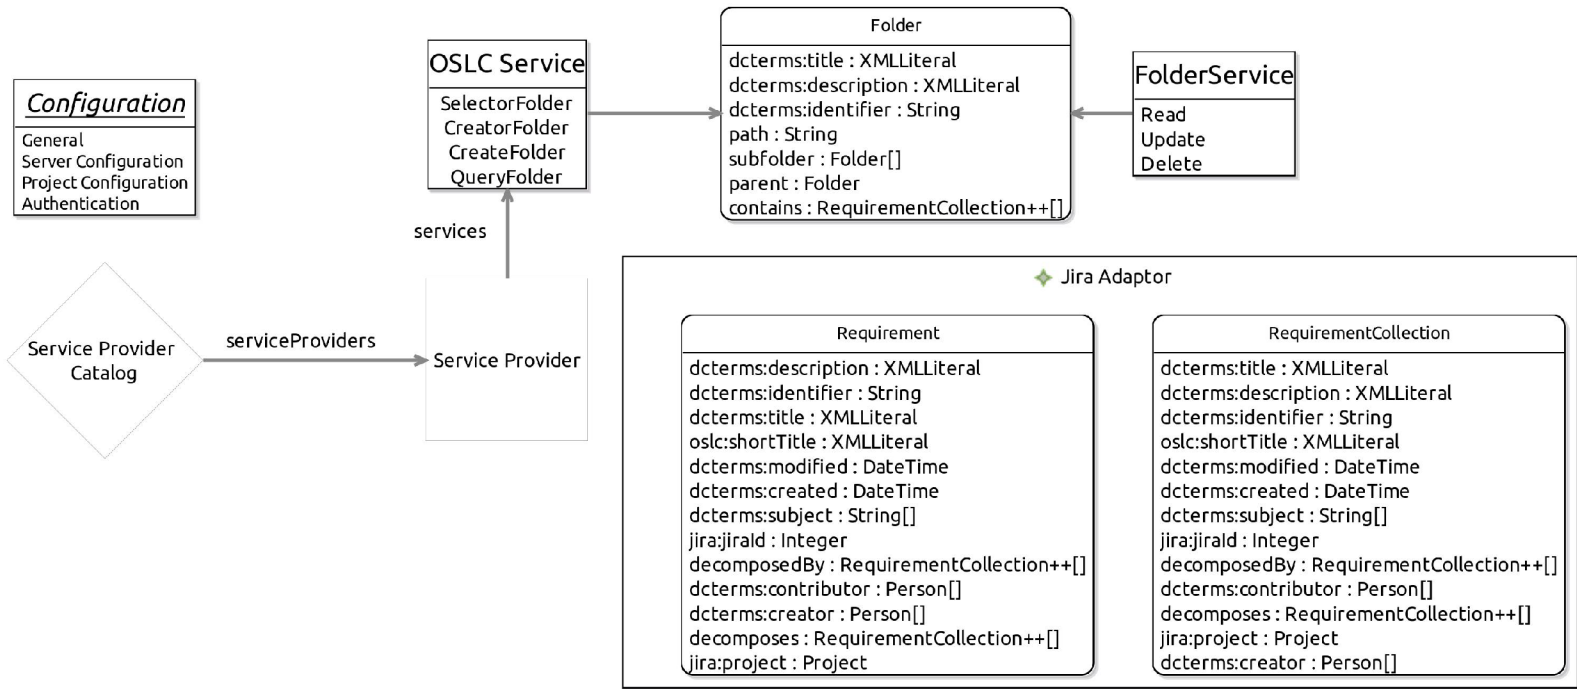 Configuration
General
Server Configuration
Project Configuration
Authentication
OSLC Service
SelectorFolder
CreatorFolder
CreateFolder
QueryFolder
Folder
dcterms:title : XMLLiteral
dcterms:description : XMLLiteral
dcterms:identifier : String
path : String
subfolder : Folder[]
parent : Folder
contains : RequirementCollection++[]
FolderService
Read
Update
Delete
services
Service Provider
Catalog
serviceProviders
Service Provider
Jira Adaptor
Requirement
dcterms:description : XMLLiteral
dcterms:identifier : String
dcterms:title : XMLLiteral
oslc:shortTitle : XMLLiteral
dcterms:modified : DateTime
dcterms:created : DateTime
dcterms:subject : String[]
jira:jiraId : Integer
decomposedBy : RequirementCollection++[]
dcterms:contributor : Person[]
dcterms:creator : Person[]
decomposes : RequirementCollection++[]
jira:project : Project
RequirementCollection
dcterms:title : XMLLiteral
dcterms:description : XMLLiteral
dcterms:identifier : String
oslc:shortTitle : XMLLiteral
dcterms:modified : DateTime
dcterms:created : DateTime
dcterms:subject : String[]
jira:jiraId : Integer
decomposedBy : RequirementCollection++[]
dcterms:contributor : Person[]
decomposes : RequirementCollection++[]
jira:project : Project
dcterms:creator : Person[]